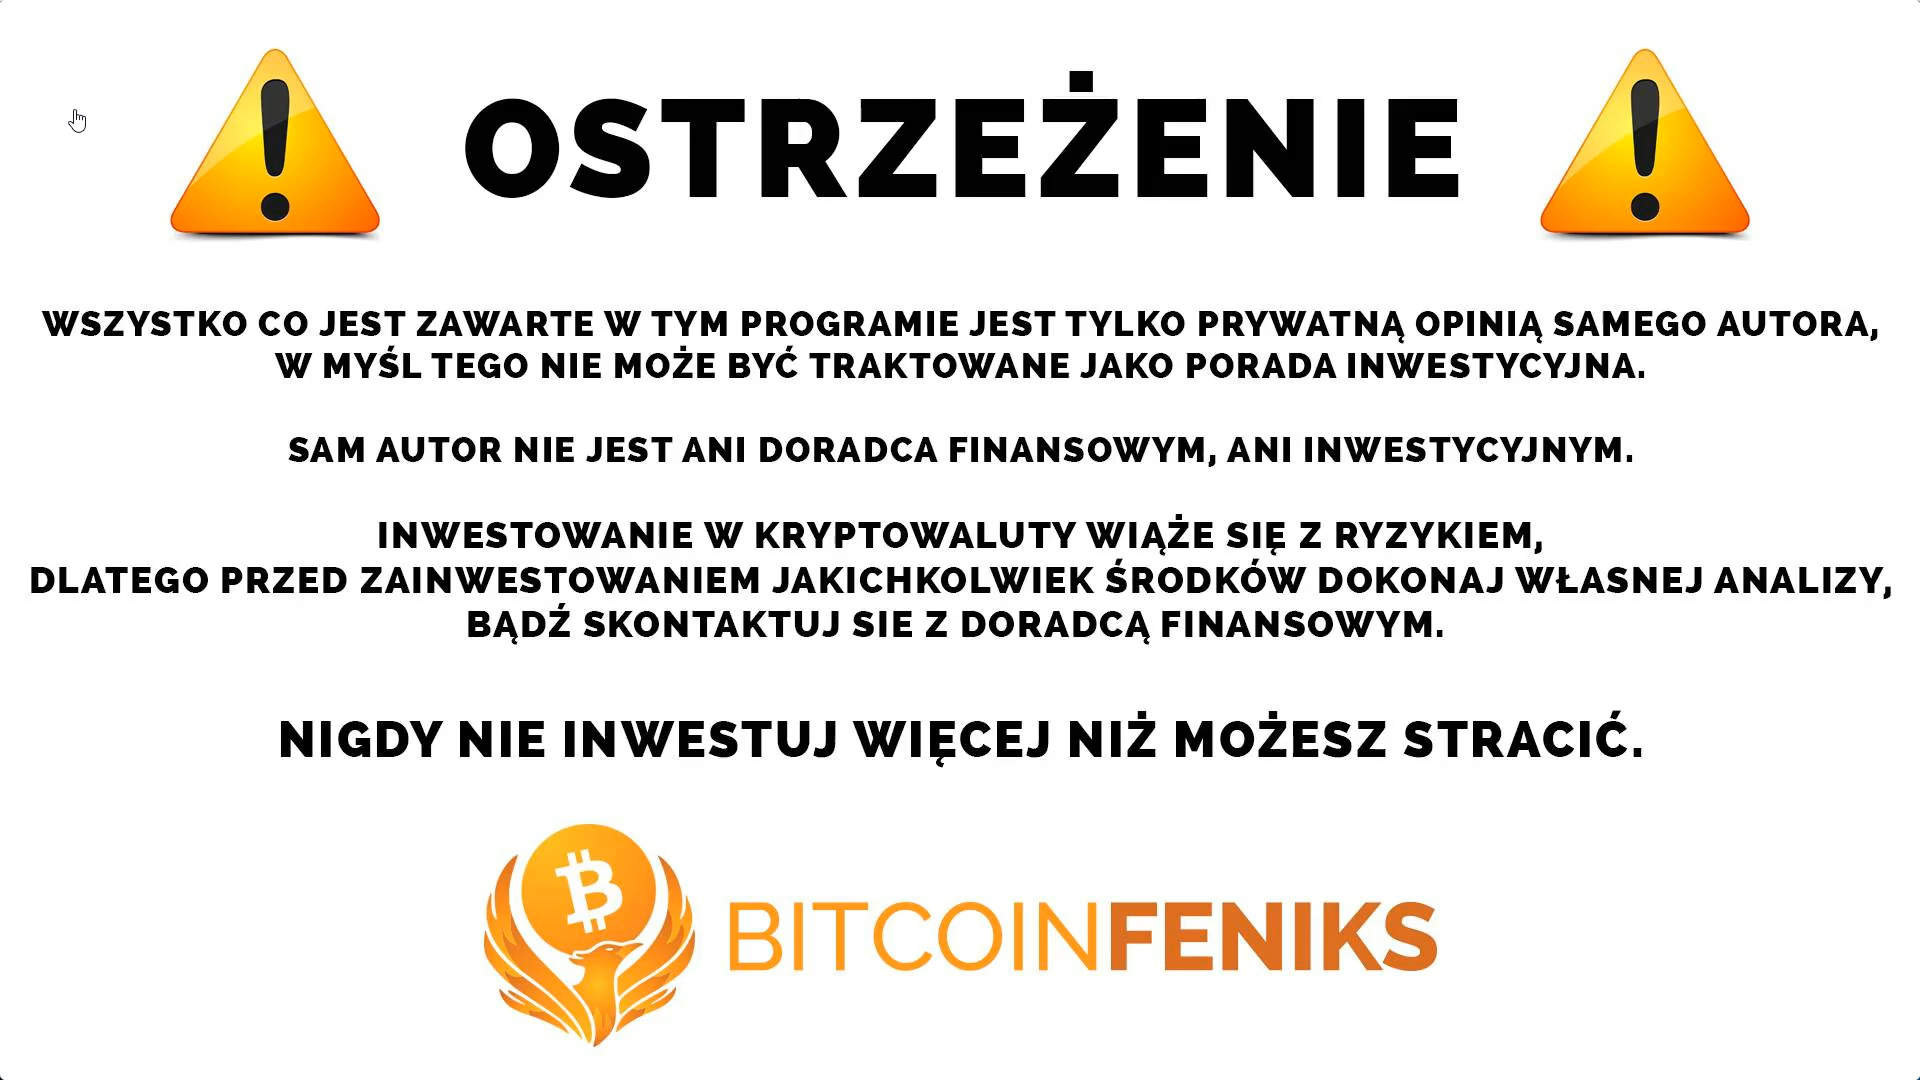 OSTRZEŻENIE
WSZYSTKO CO JEST ZAWARTE W TYM PROGRAMIE JEST TYLKO PRYWATNĄ OPINIĄ SAMEGO AUTORA,
W MYŚL TEGO NIE MOŻE BYĆ TRAKTOWANE JAKO PORADA INWESTYCYJNA.
SAM AUTOR NIE JEST ANI DORADCA FINANSOWYM, ANI INWESTYCYJNYM.
INWESTOWANIE W KRYPTOWALUTY WIĄŻE SIĘ Z RYZYKIEM,
DLATEGO PRZED ZAINWESTOWANIEM JAKICHKOLWIEK ŚRODKÓW DOKONAJ WŁASNEJ ANALIZY,
BĄDŹ SKONTAKTUJ SIE Z DORADCĄ FINANSOWYM.
NIGDY NIE INWESTUJ WIĘCEJ NIŻ MOŻESZ STRACIĆ.
BITCOINFENIKS